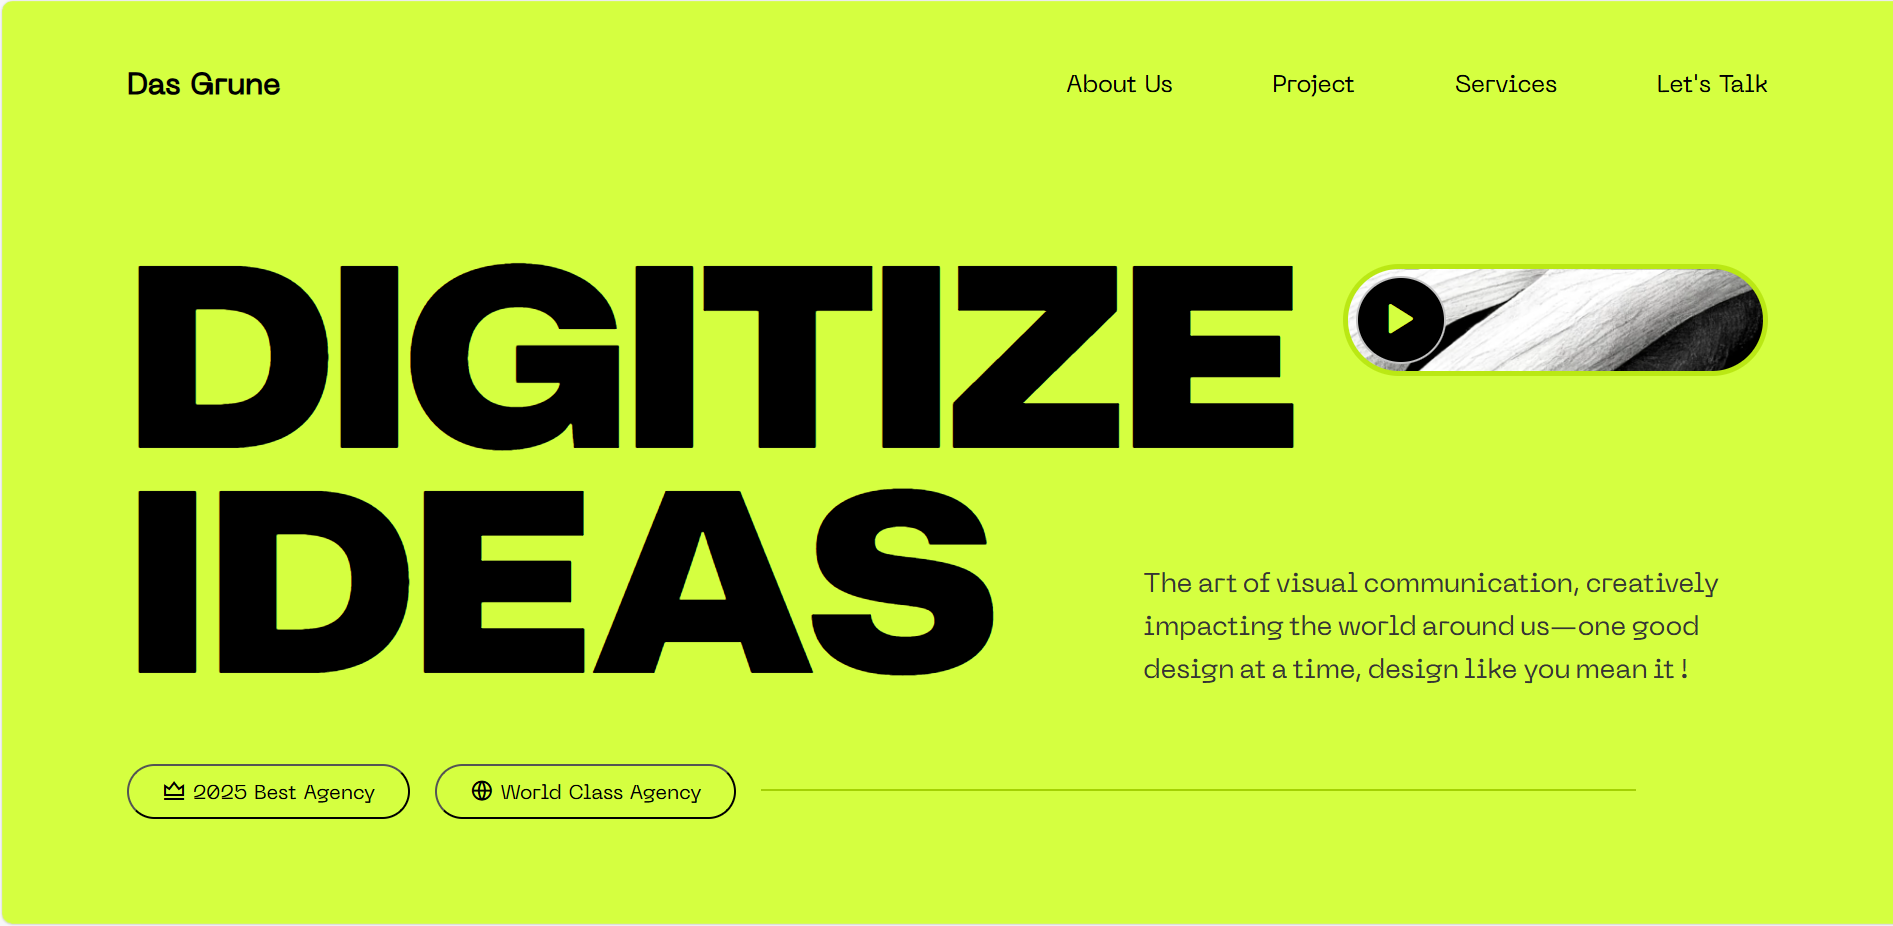 Das Grune
About Us
Project
Services
Let's Talk
DIGITIZE
IDEAS
The art of visual communication, creatively
impacting the world around us—one good
design at a time, design like you mean it !
2025 Best Agency
World Class Agency